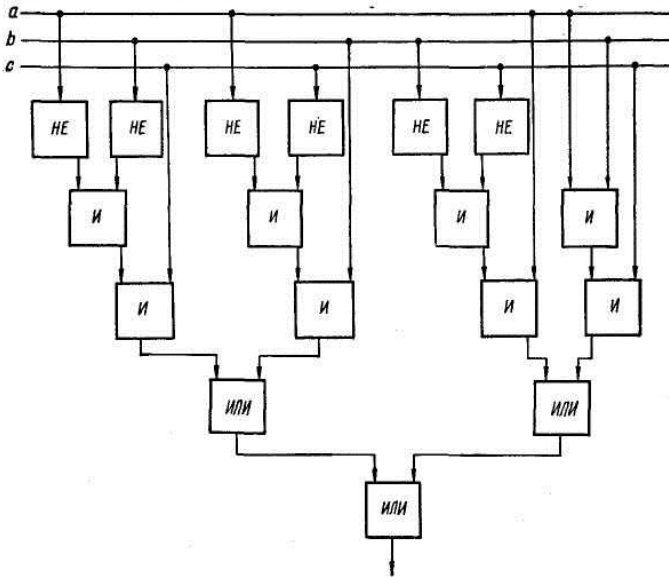 a
b
c
НЕ НЕ НЕ НЕ НЕ НЕ
И И И И
И И И И
ИЛИ ИЛИ
ИЛИ